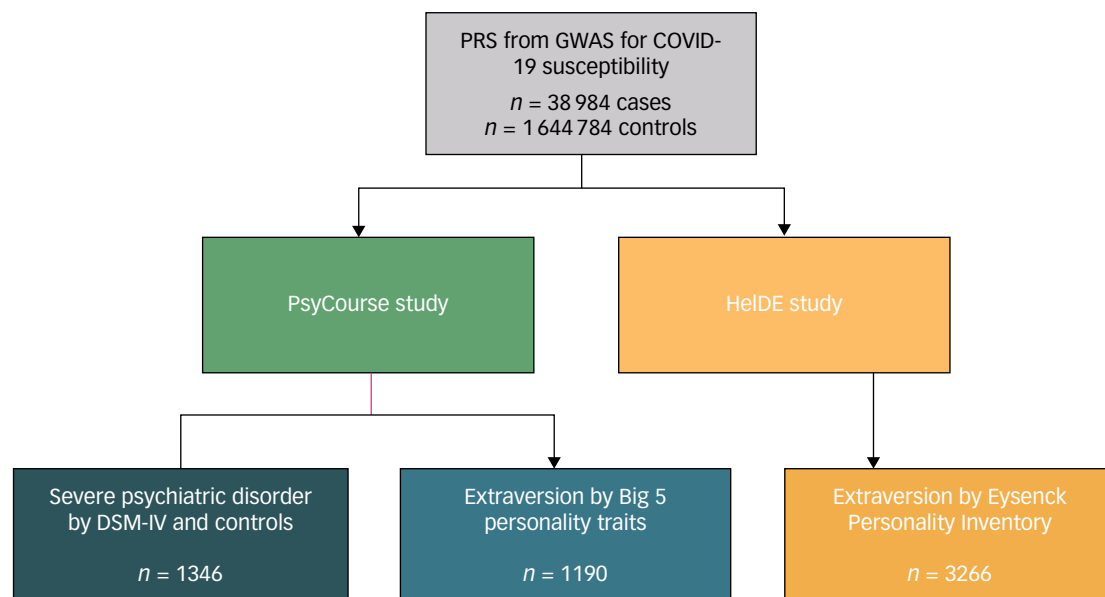 PRS from GWAS for COVID-
19 susceptibility
n = 38 984 cases
n = 1 644 784 controls
PsyCourse study
HelDE study
Severe psychiatric disorder
by DSM-IV and controls
n = 1346
Extraversion by Big 5
personality traits
n = 1190
Extraversion by Eysenck
Personality Inventory
n = 3266